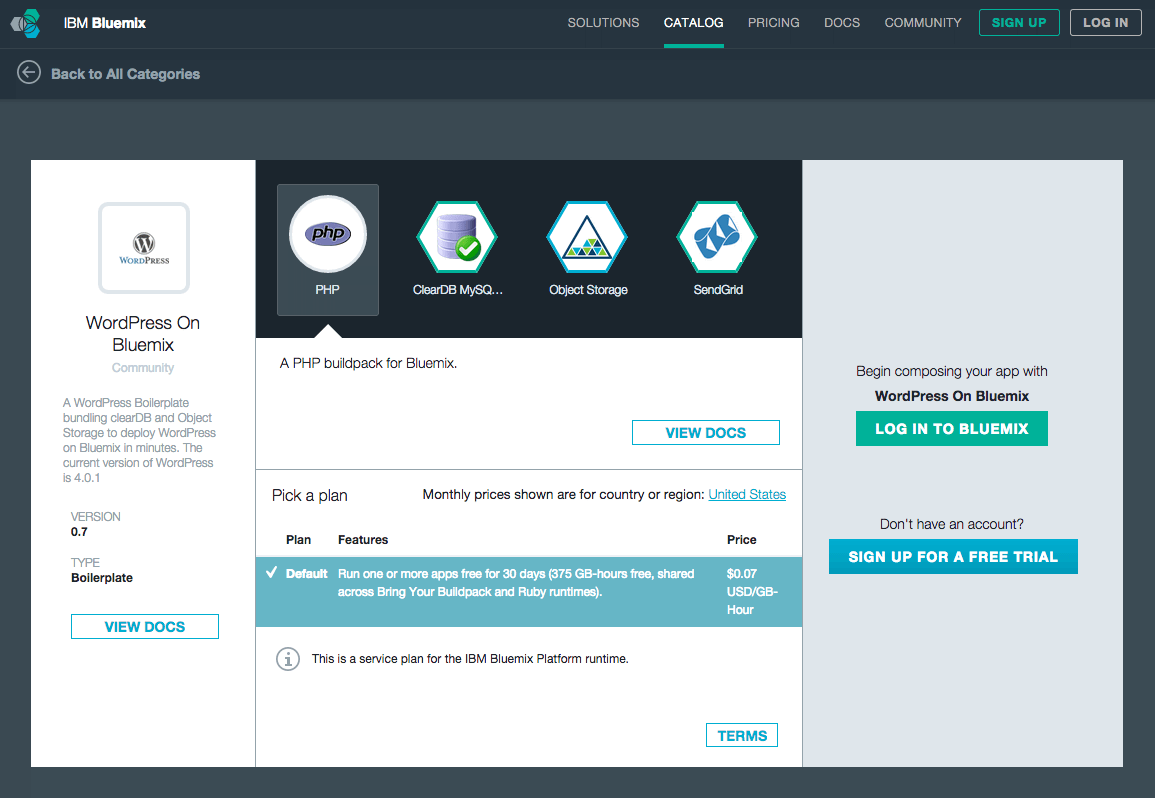 IBM Bluemix
SOLUTIONS
CATALOG
PRICING
DOCS
COMMUNITY
SIGN UP
LOG IN
Back to All Categories
WORDPRESS
WordPress On
Bluemix
Community
A WordPress Boilerplate
bundling clearDB and Object
Storage to deploy WordPress
on Bluemix in minutes. The
current version of WordPress
is 4.0.1
VERSION
0.7
TYPE
Boilerplate
VIEW DOCS
php
PHP
ClearDB MySQ...
Object Storage
SendGrid
A PHP buildpack for Bluemix.
VIEW DOCS
Pick a plan
Monthly prices shown are for country or region: United States
Plan
Features
Price
Default
Run one or more apps free for 30 days (375 GB-hours free, shared
across Bring Your Buildpack and Ruby runtimes).
$0.07
USD/GB-
Hour
This is a service plan for the IBM Bluemix Platform runtime.
TERMS
Begin composing your app with
WordPress On Bluemix
LOG IN TO BLUEMIX
Don't have an account?
SIGN UP FOR A FREE TRIAL